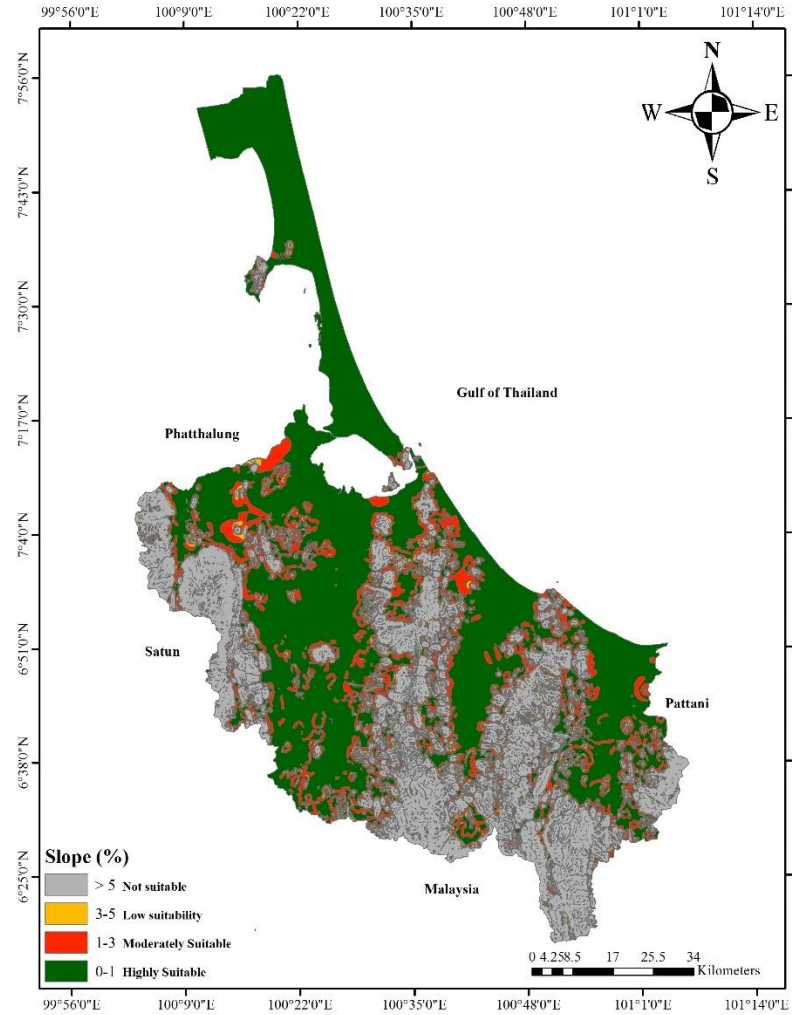 99°56'0"E 100°9'0"E 100°22'0"E 100°35'0"E 100°48'0"E 101°1'0"E 101°14'0"E
N
W E
S
7°56'0"N
7°43'0"N
7°30'0"N
7°17'0"N
7°4'0"N
6°51'0"N
6°38'0"N
6°25'0"N
Gulf of Thailand
Phatthalung
Satun
Pattani
Malaysia
Slope (%)
> 5 Not suitable
3-5 Low suitability
1-3 Moderately Suitable
0-1 Highly Suitable
0 4.25 8.5 17 25.5 34
Kilometers
99°56'0"E 100°9'0"E 100°22'0"E 100°35'0"E 100°48'0"E 101°1'0"E 101°14'0"E